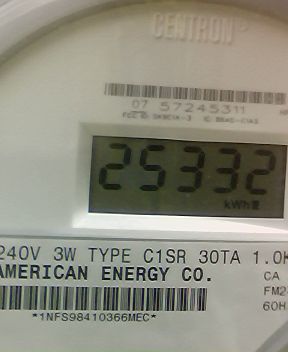 CENTRON®
07 57245311
25332
kWh
240V 3W TYPE C1SR 30TA 1.0K
AMERICAN ENERGY CO. CA
FM2
60H
*1NFS98410366MEC*